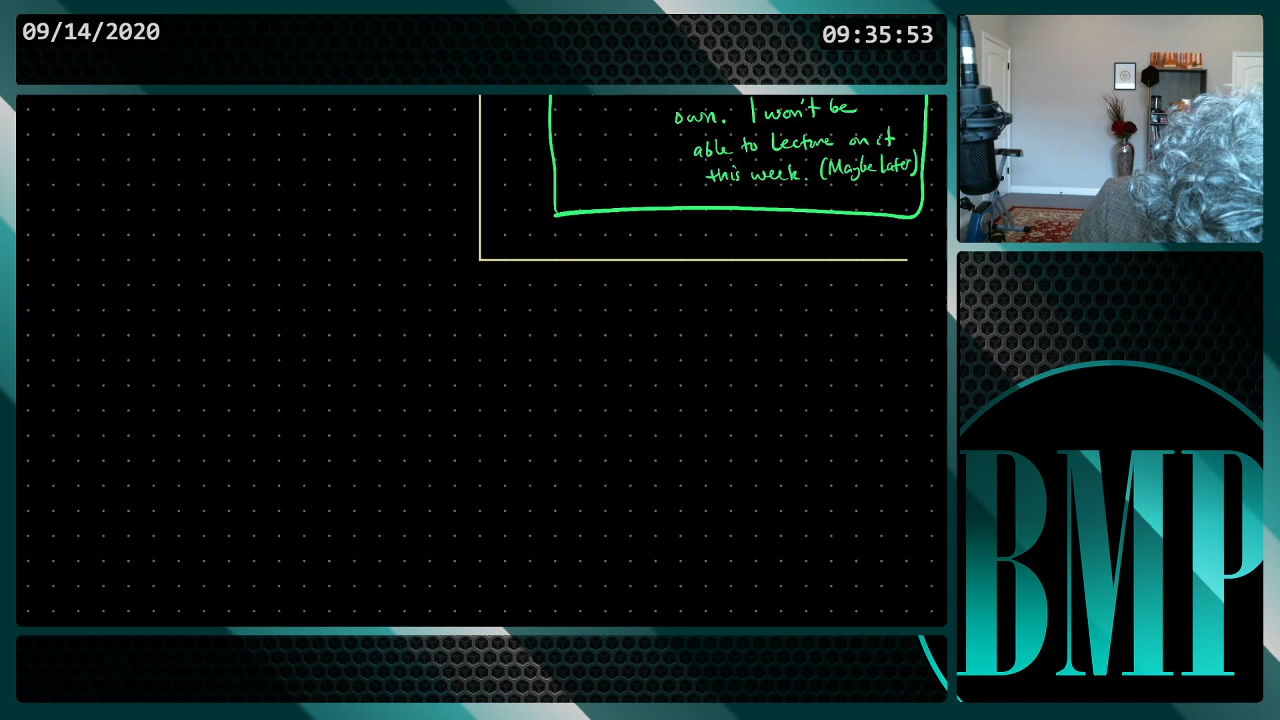 09/14/2020
09:35:53
own. I won't be
able to Lecture on it
this week. (Maybe Later)
BMP